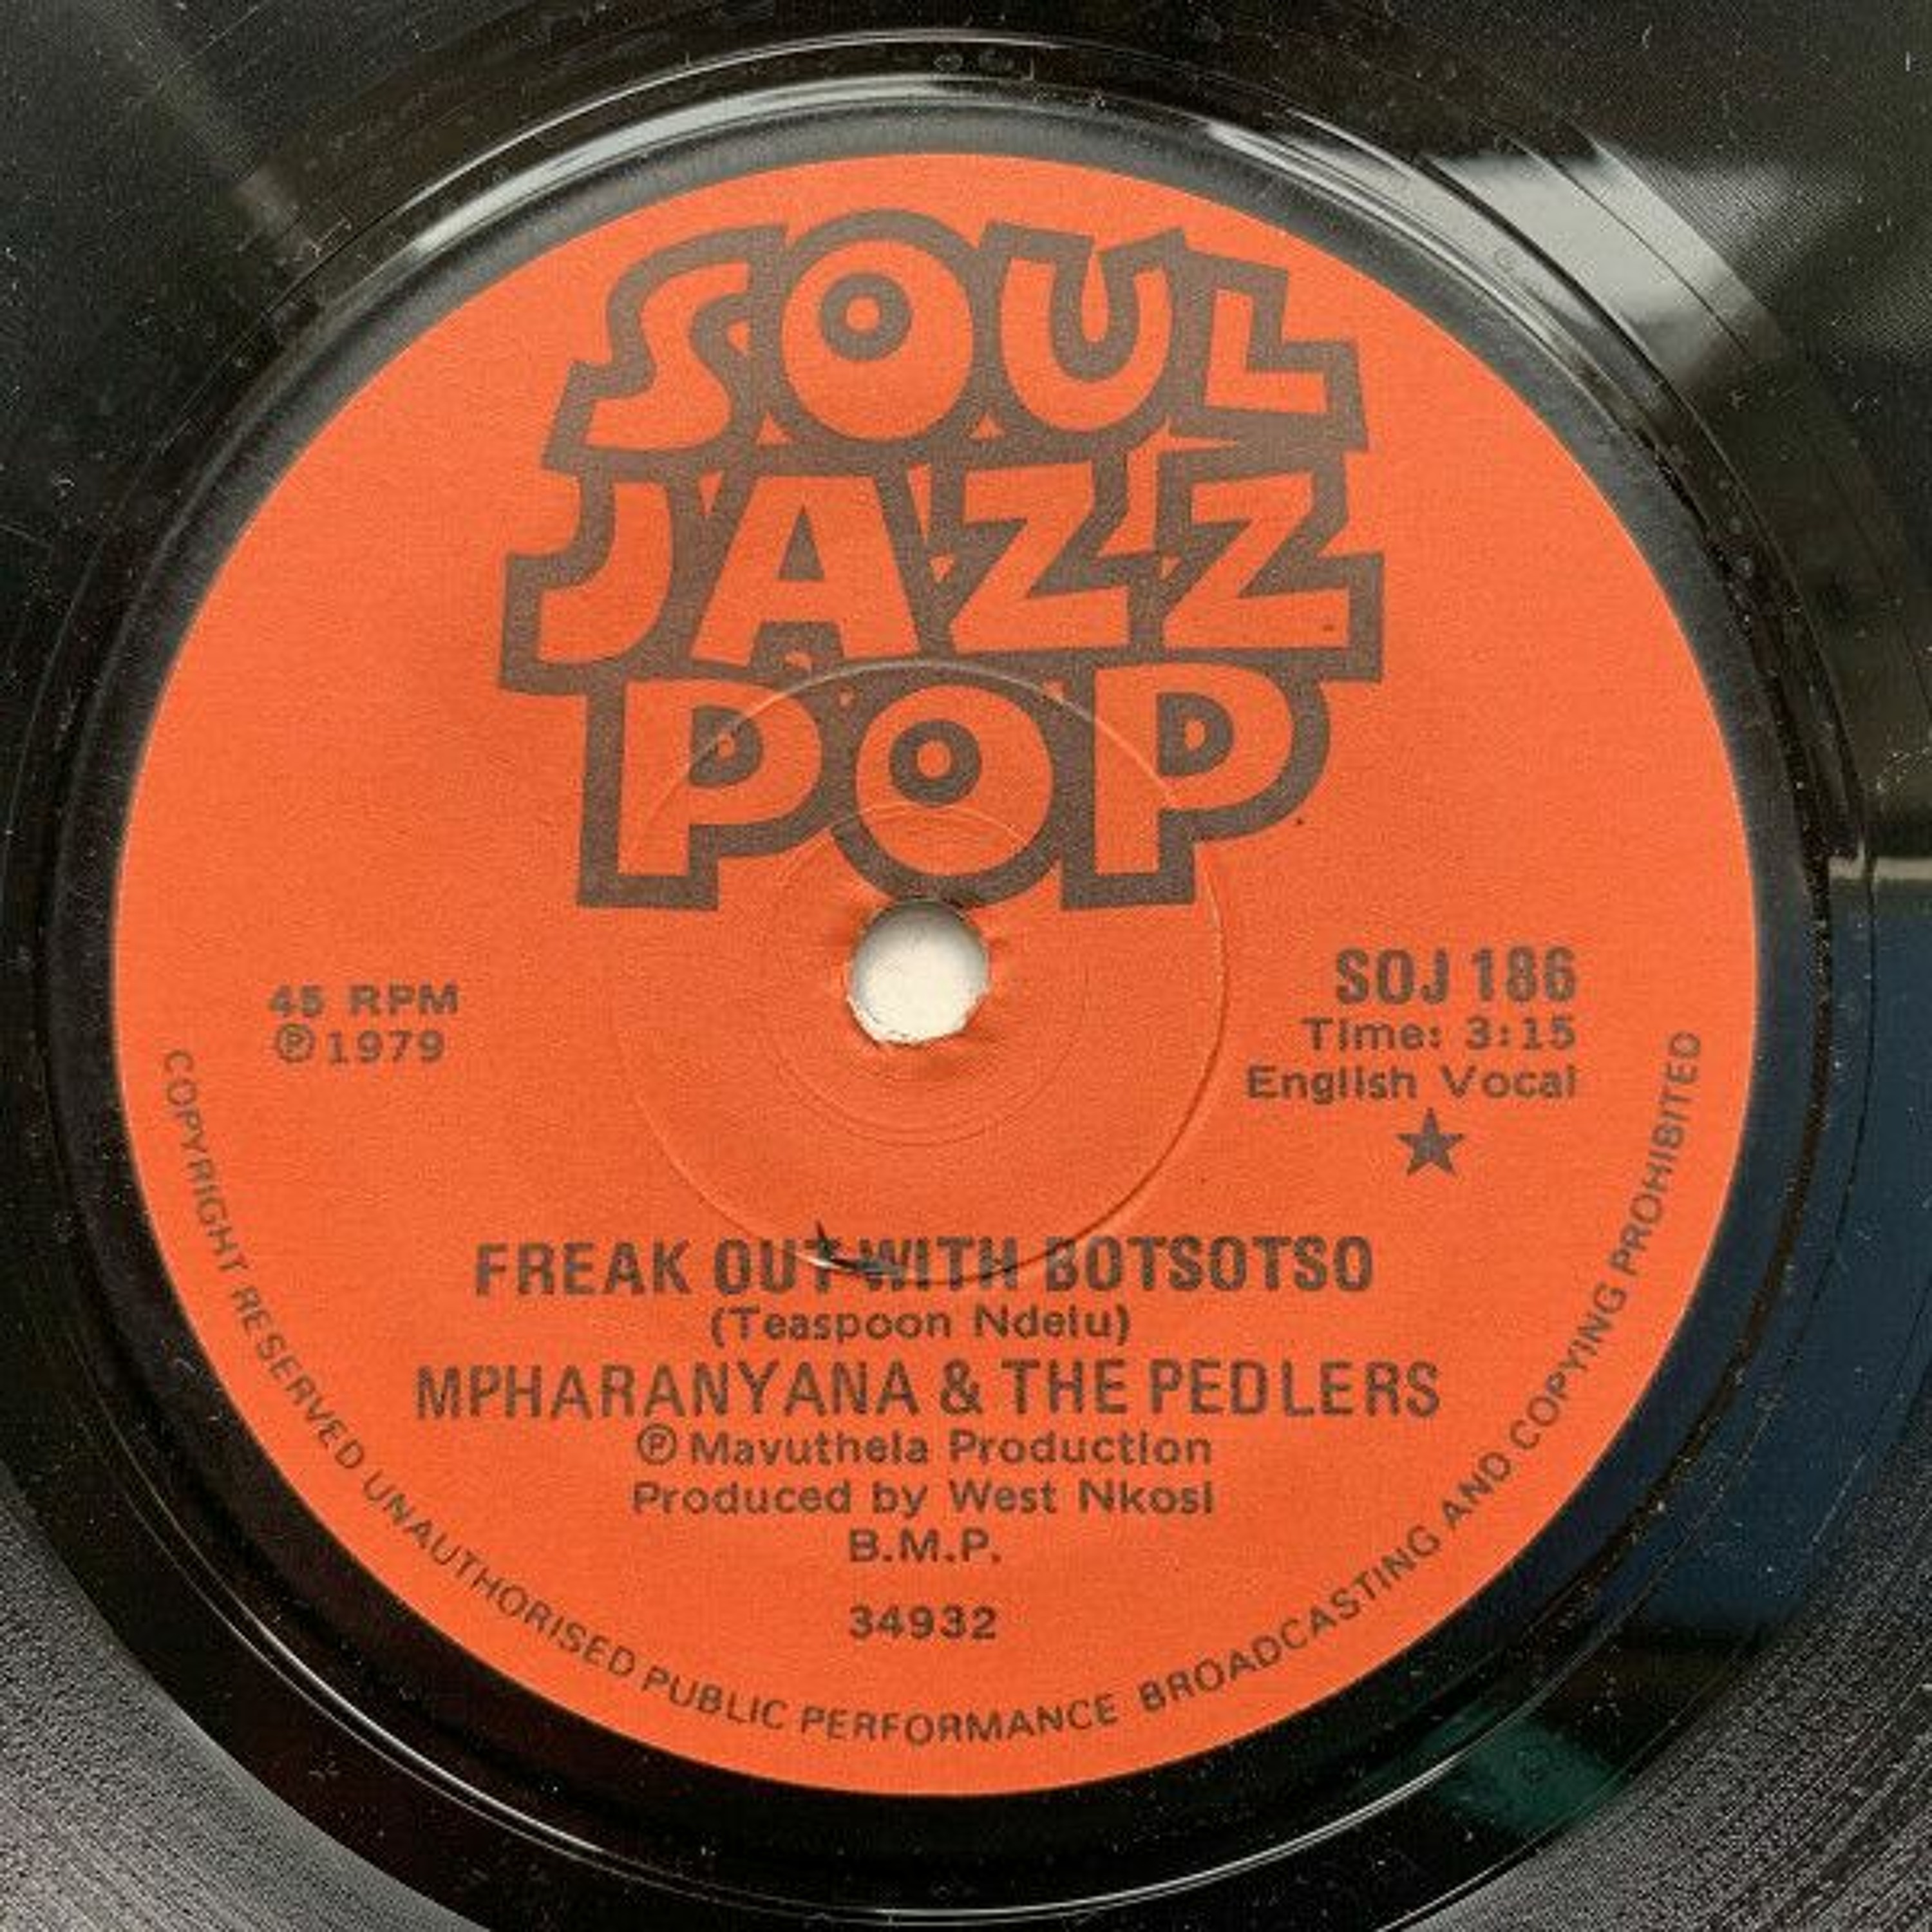 SOUL
JAZZ
POP
45 RPM
Ⓟ1979
SOJ 186
Time: 3:15
English Vocal
★
FREAK OUT WITH BOTSOTSO
(Teaspoon Ndelu)
MPHARANYANA & THE PEDLERS
Ⓟ Mavuthela Production
Produced by West Nkosi
B.M.P.
34932
COPYRIGHT RESERVED UNAUTHORISED PUBLIC PERFORMANCE BROADCASTING AND COPYING PROHIBITED